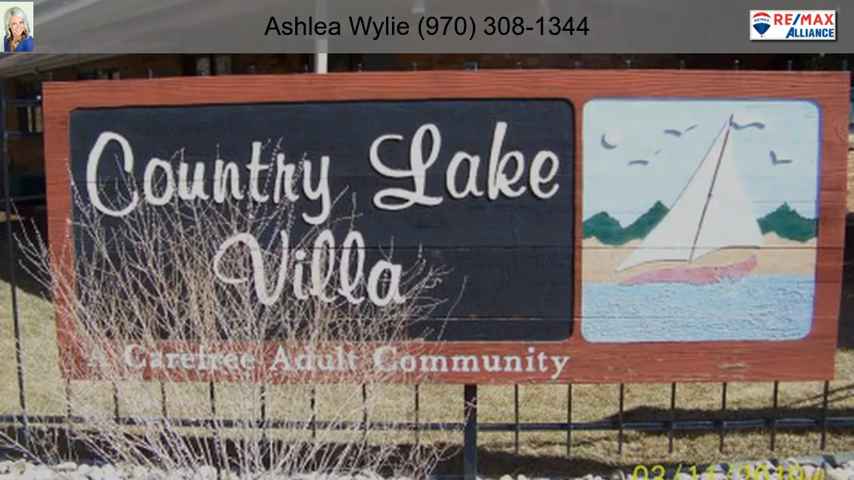 Ashlea Wylie (970) 308-1344
RE/MAX
ALLIANCE
Country Lake
Villa
A Carefree Adult Community